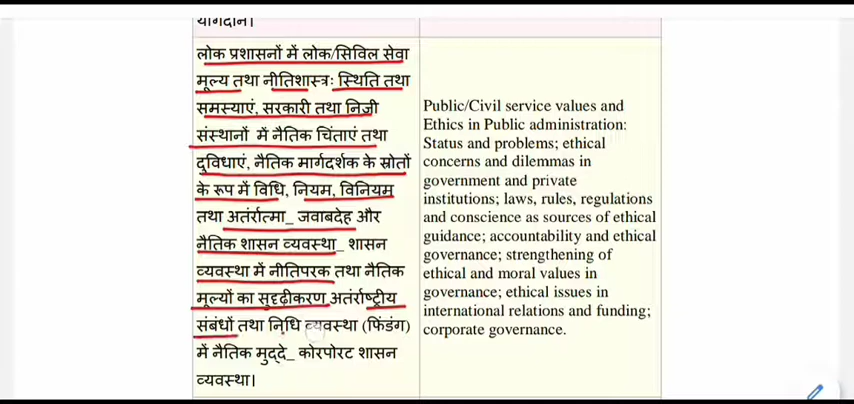 योगदान।
लोक प्रशासनों में लोक/सिविल सेवा
मूल्य तथा नीतिशास्त्रः स्थिति तथा
समस्याएं, सरकारी तथा निजी
संस्थानों में नैतिक चिंताएं तथा
दुविधाएं, नैतिक मार्गदर्शक के स्रोतों
के रूप में विधि, नियम, विनियम
तथा अतंर्रात्मा_ जवाबदेह और
नैतिक शासन व्यवस्था_ शासन
व्यवस्था में नीतिपरक तथा नैतिक
मूल्यों का सुदृढ़ीकरण अतंर्राष्ट्रीय
संबंधों तथा निधि व्यवस्था (फिंडंग)
में नैतिक मुद्दे_ कोरपोरट शासन
व्यवस्था।
Public/Civil service values and
Ethics in Public administration:
Status and problems; ethical
concerns and dilemmas in
government and private
institutions; laws, rules, regulations
and conscience as sources of ethical
guidance; accountability and ethical
governance; strengthening of
ethical and moral values in
governance; ethical issues in
international relations and funding;
corporate governance.